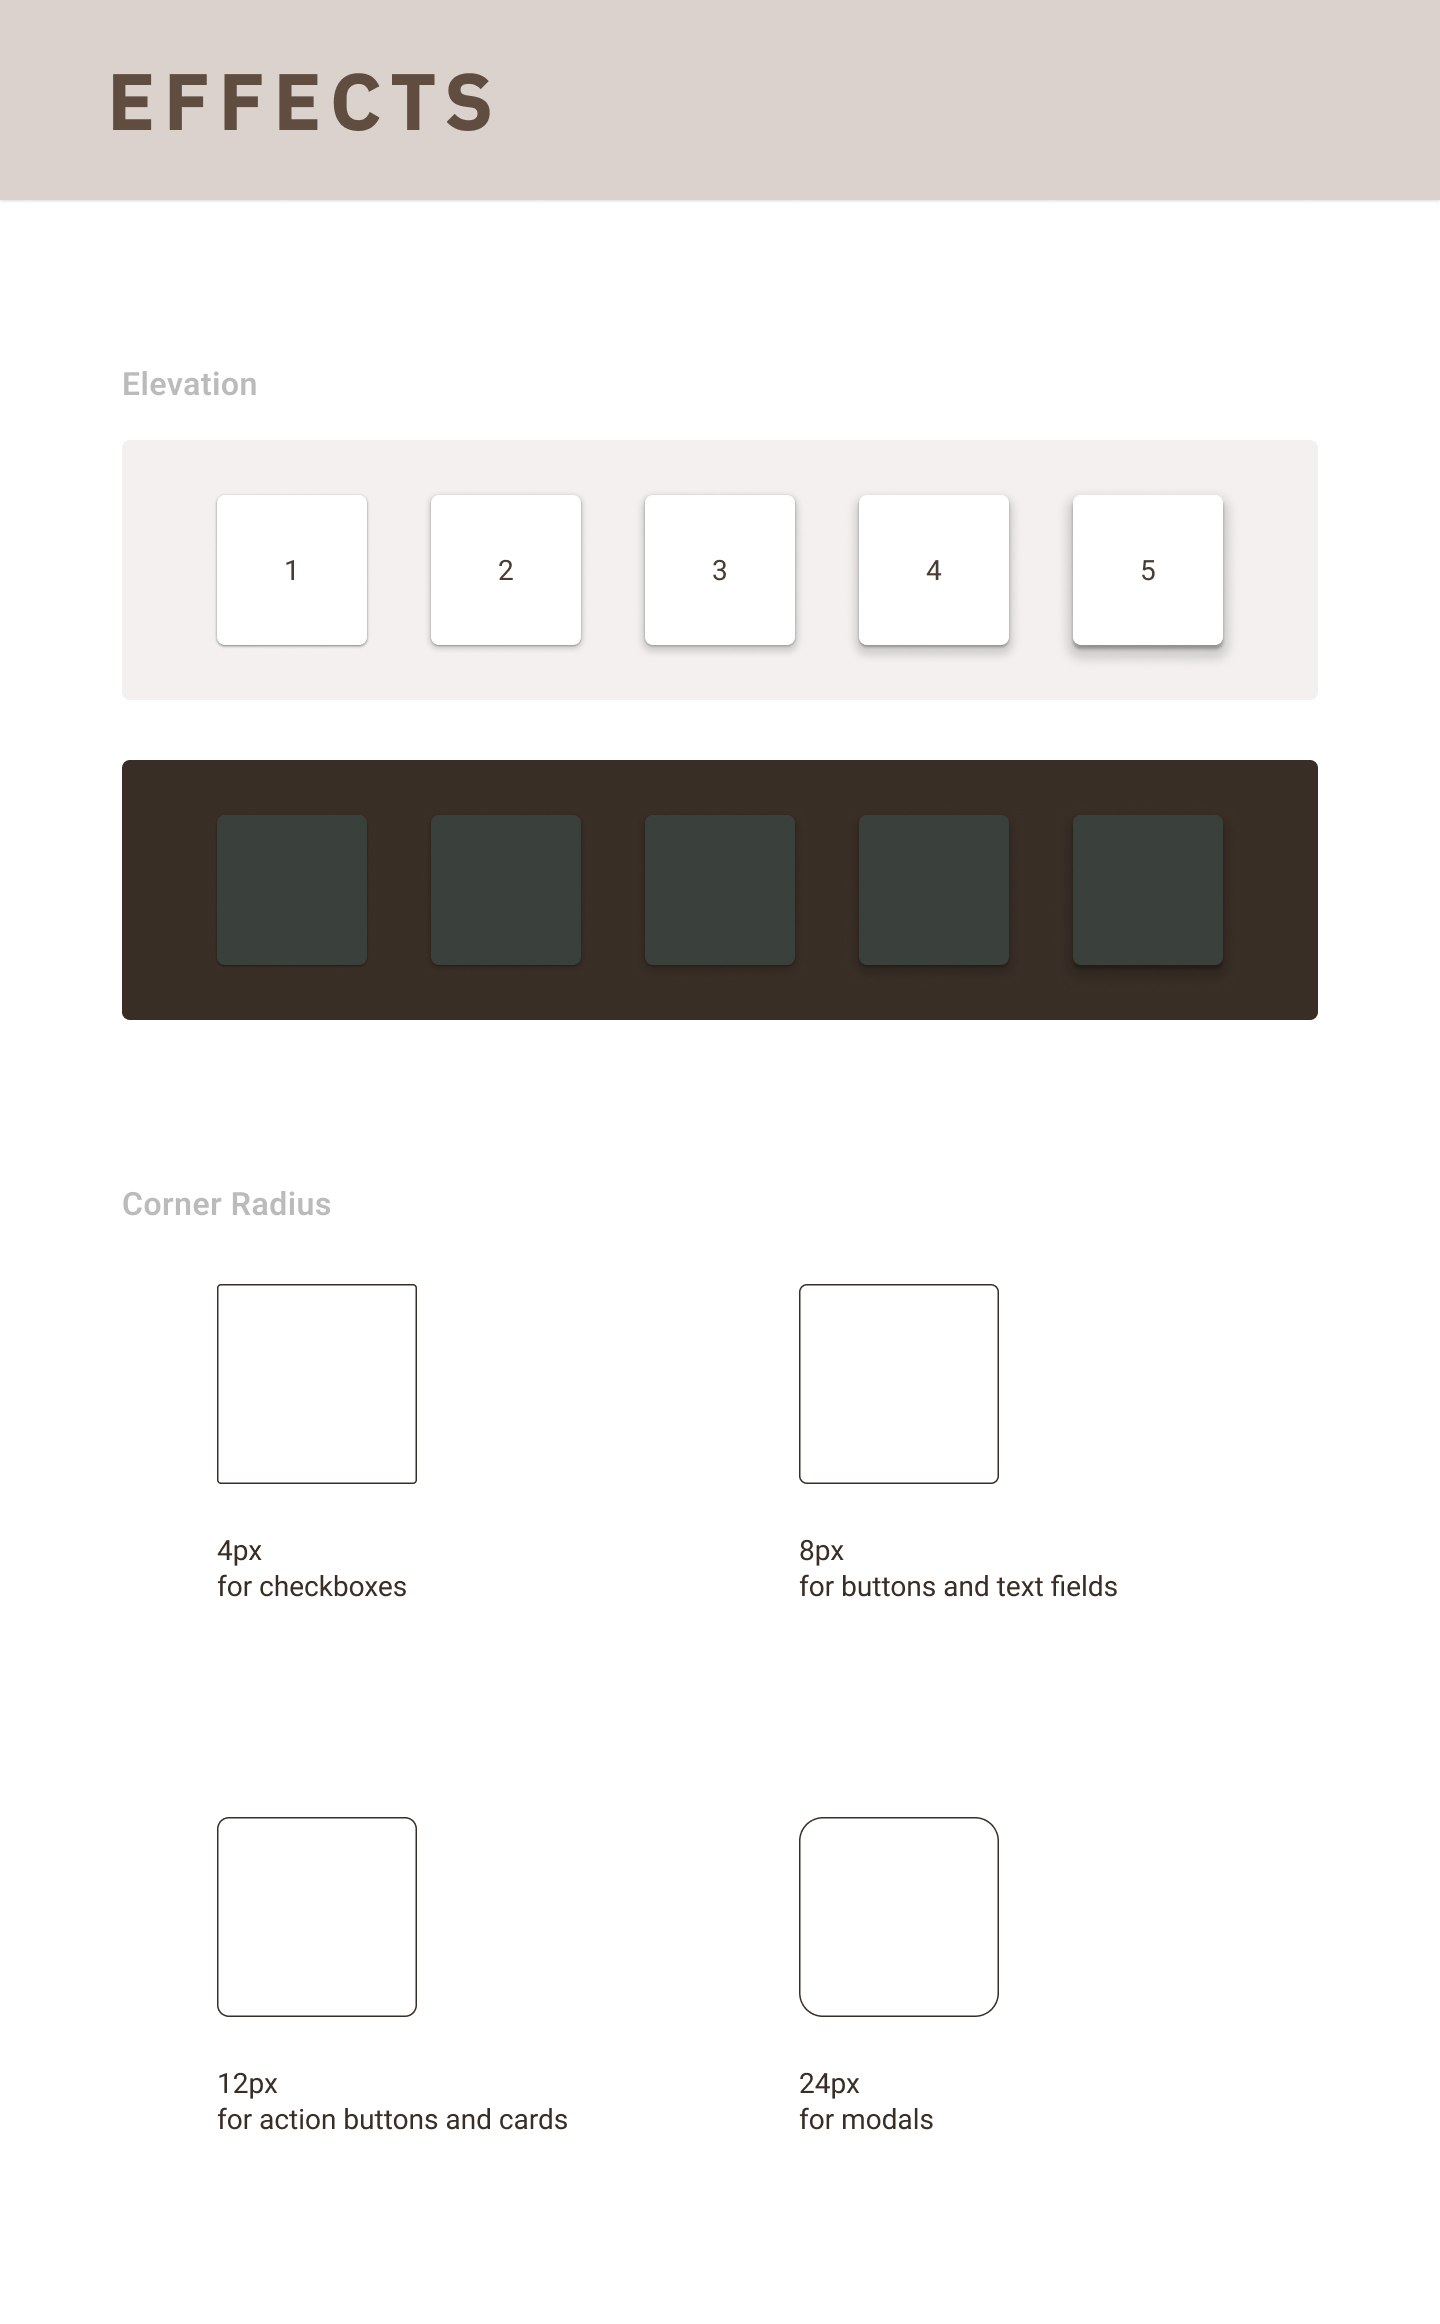 EFFECTS
Elevation
1 2 3 4 5
Corner Radius
4px
for checkboxes
8px
for buttons and text fields
12px
for action buttons and cards
24px
for modals